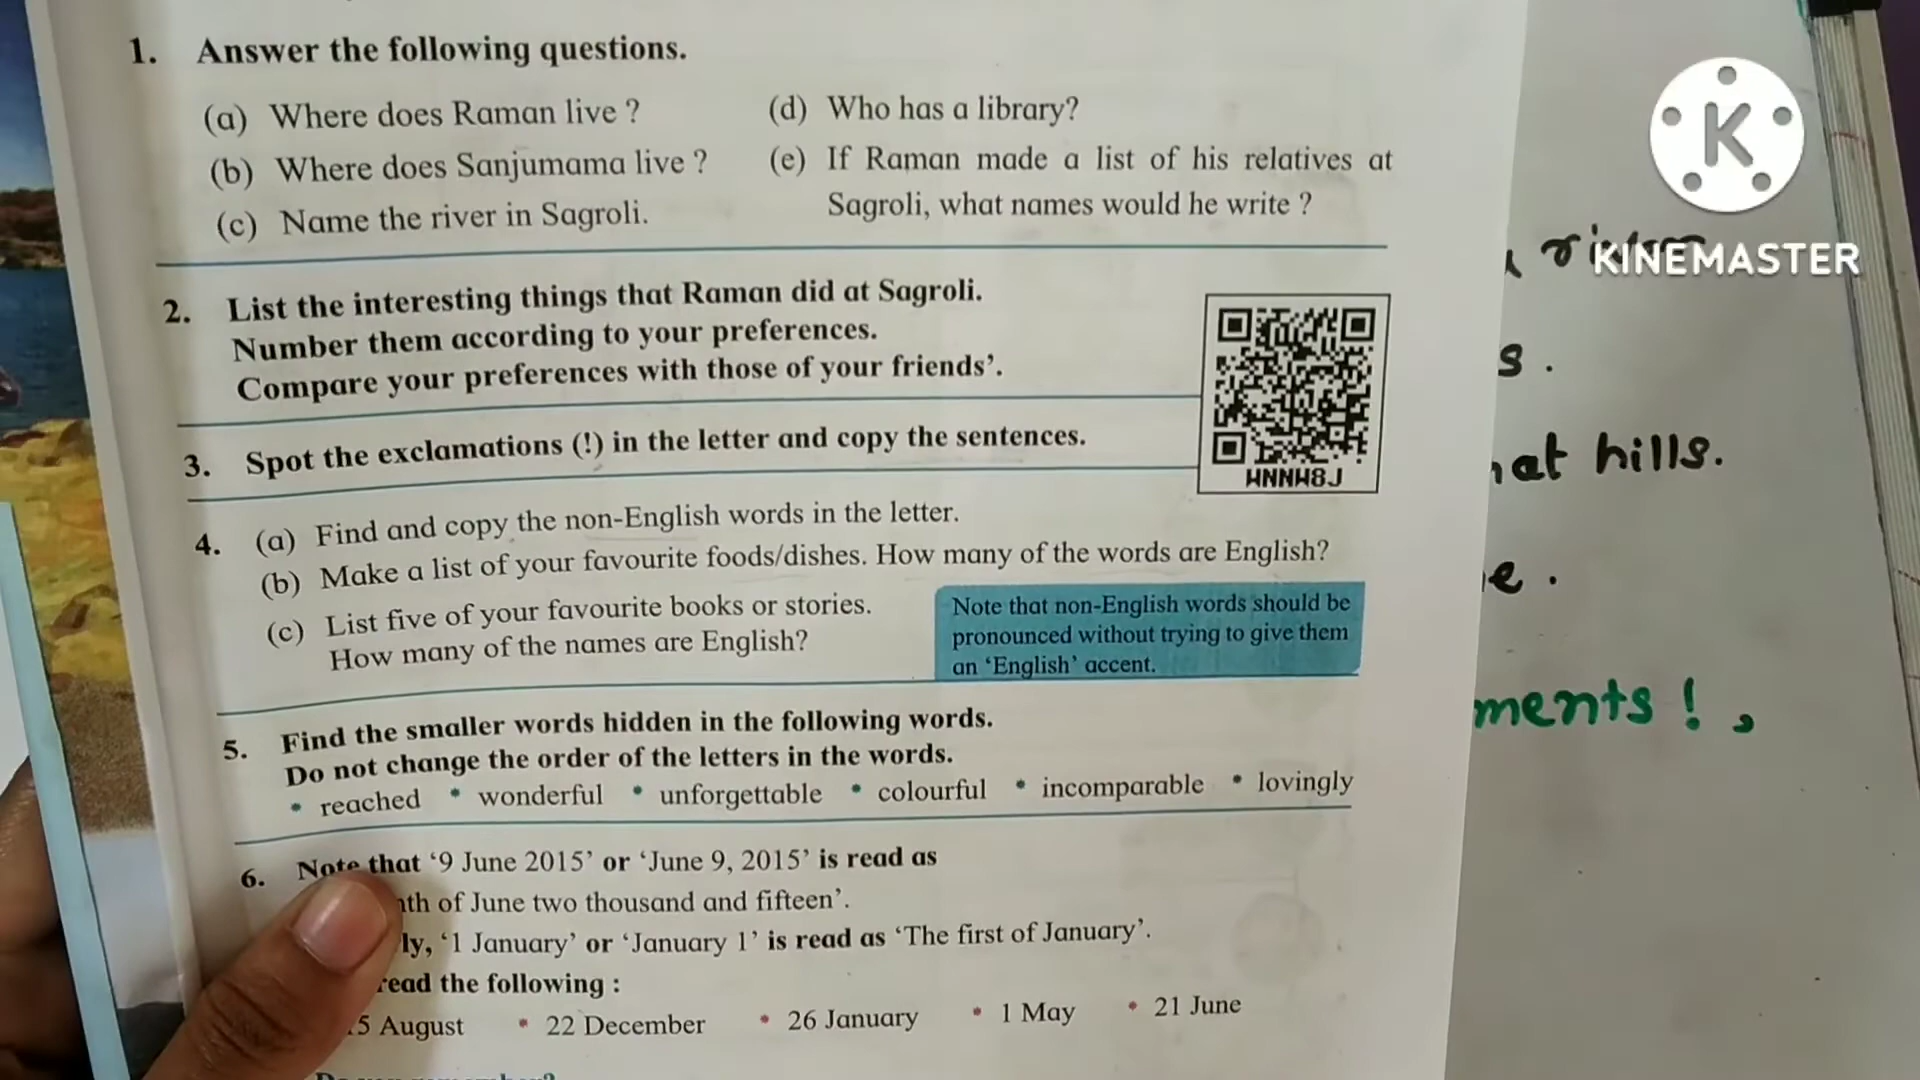 1. Answer the following questions.
(a) Where does Raman live ?
(b) Where does Sanjumama live ?
(c) Name the river in Sagroli.
(d) Who has a library?
(e) If Raman made a list of his relatives at
Sagroli, what names would he write ?
2. List the interesting things that Raman did at Sagroli.
Number them according to your preferences.
Compare your preferences with those of your friends’.
WNNW8J
3. Spot the exclamations (!) in the letter and copy the sentences.
4. (a) Find and copy the non-English words in the letter.
(b) Make a list of your favourite foods/dishes. How many of the words are English?
(c) List five of your favourite books or stories.
How many of the names are English?
Note that non-English words should be
pronounced without trying to give them
an ‘English’ accent.
5. Find the smaller words hidden in the following words.
Do not change the order of the letters in the words.
• reached • wonderful • unforgettable • colourful • incomparable • lovingly
6. Note that ‘9 June 2015’ or ‘June 9, 2015’ is read as
nth of June two thousand and fifteen’.
ly, ‘1 January’ or ‘January 1’ is read as ‘The first of January’.
read the following :
5 August • 22 December • 26 January • 1 May • 21 June
K
KINEMASTER
s.
hat hills.
e.
ments! ,